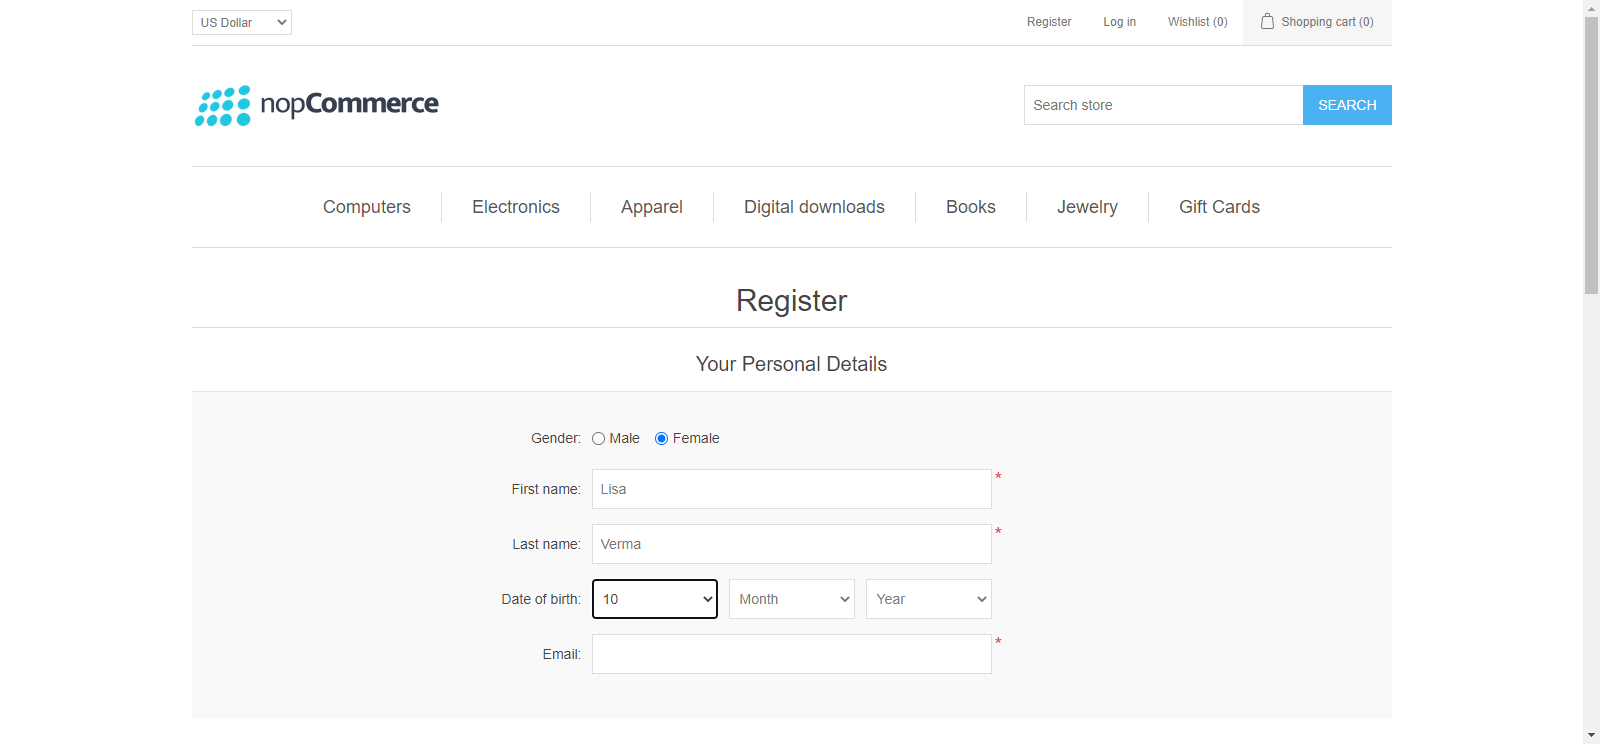 US Dollar Register Log in Wishlist (0) Shopping cart (0)
nopCommerce Search store SEARCH
Computers Electronics Apparel Digital downloads Books Jewelry Gift Cards
Register
Your Personal Details
Gender: Male Female
First name: Lisa *
Last name: Verma *
Date of birth: 10 Month Year
Email: *